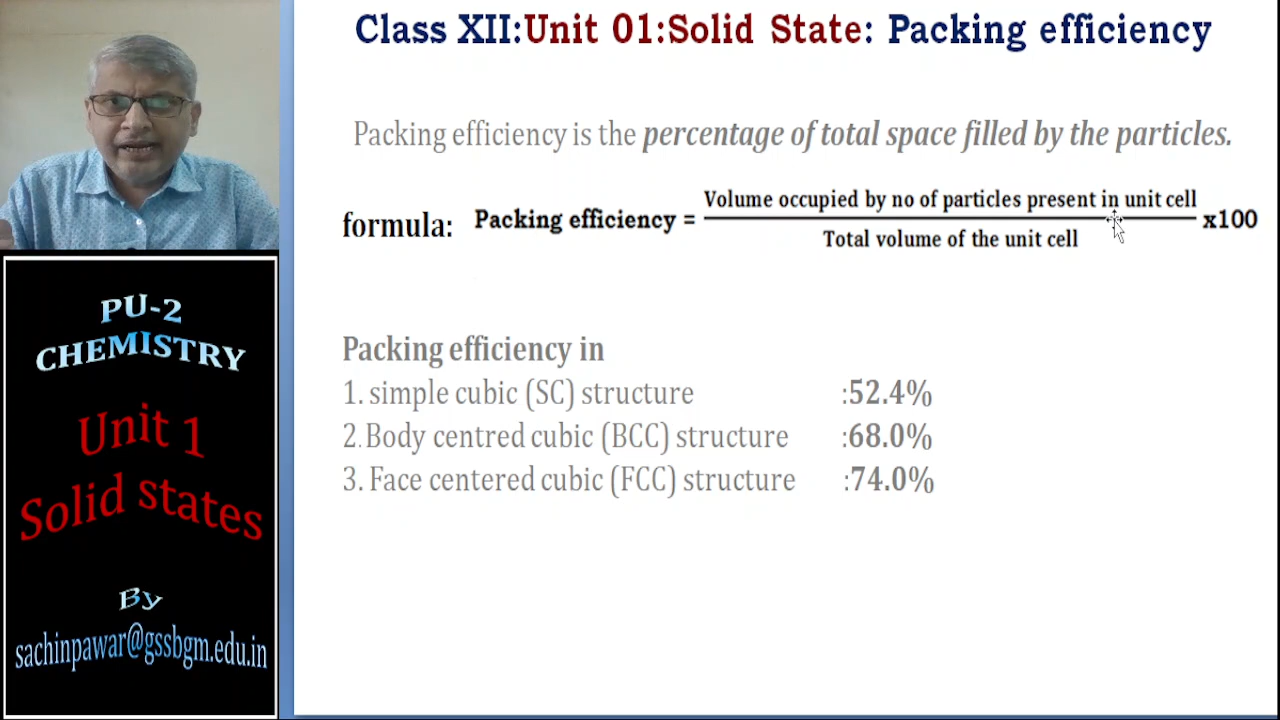 Class XII:Unit 01:Solid State: Packing efficiency
Packing efficiency is the percentage of total space filled by the particles.
formula: Packing efficiency = Volume occupied by no of particles present in unit cell x100
Total volume of the unit cell
Packing efficiency in
1. simple cubic (SC) structure :52.4%
2.Body centred cubic (BCC) structure :68.0%
3. Face centered cubic (FCC) structure :74.0%
PU-2
CHEMISTRY
Unit 1
Solid states
By
sachinpawar@gssbgm.edu.in